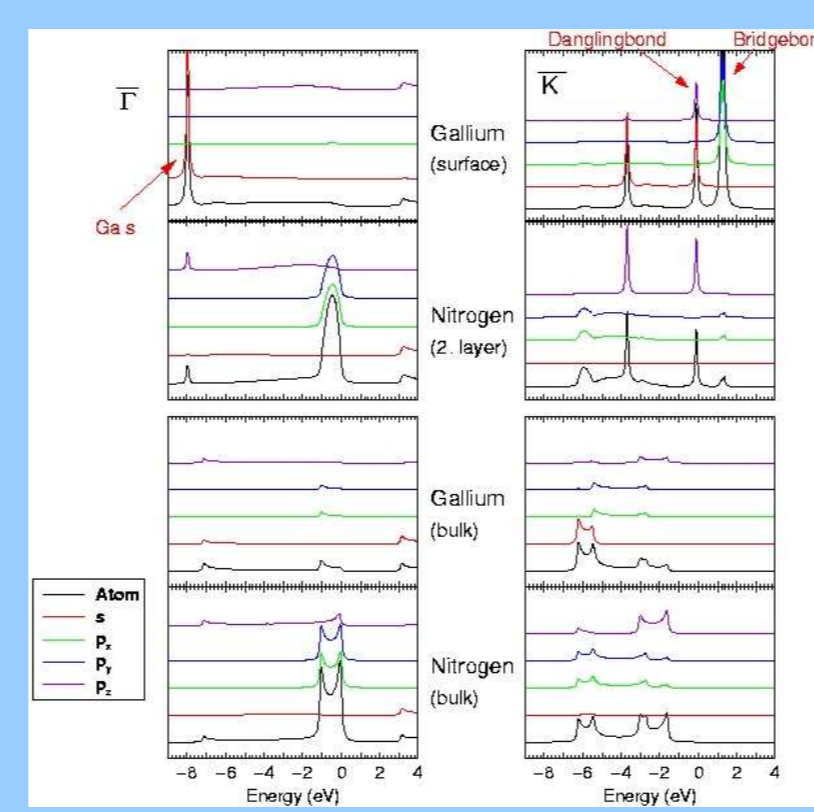 Danglingbond Bridgebon
Γ
K
Gallium
(surface)
Ga s
Nitrogen
(2. layer)
Gallium
(bulk)
Nitrogen
(bulk)
Atom
s
Px
Py
Pz
-8 -6 -4 -2 0 2 4
Energy (eV)
-8 -6 -4 -2 0 2 4
Energy (eV)